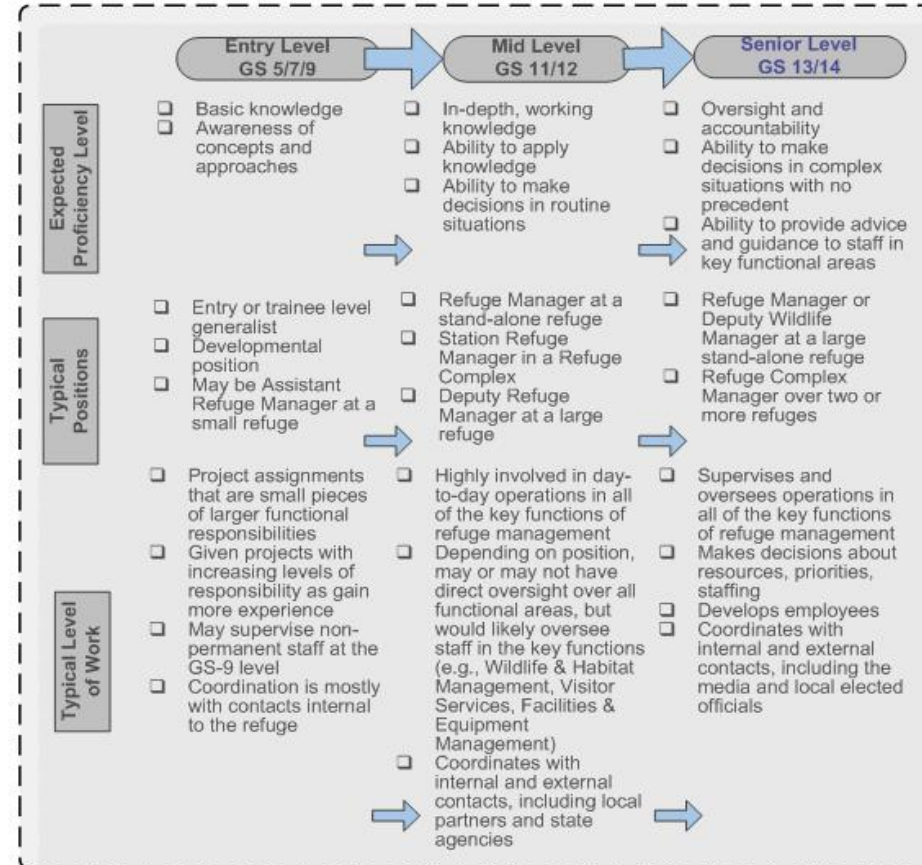 Entry Level
GS 5/7/9
Mid Level
GS 11/12
Senior Level
GS 13/14
Expected
Proficiency Level
❑ Basic knowledge
❑ Awareness of
concepts and
approaches
❑ In-depth, working
knowledge
❑ Ability to apply
knowledge
❑ Ability to make
decisions in routine
situations
❑ Oversight and
accountability
❑ Ability to make
decisions in complex
situations with no
precedent
❑ Ability to provide advice
and guidance to staff in
key functional areas
Typical
Positions
❑ Entry or trainee level
generalist
❑ Developmental
position
❑ May be Assistant
Refuge Manager at a
small refuge
❑ Refuge Manager at a
stand-alone refuge
❑ Station Refuge
Manager in a Refuge
Complex
❑ Deputy Refuge
Manager at a large
refuge
❑ Refuge Manager or
Deputy Wildlife
Manager at a large
stand-alone refuge
❑ Refuge Complex
Manager over two or
more refuges
Typical Level
of Work
❑ Project assignments
that are small pieces
of larger functional
responsibilities
❑ Given projects with
increasing levels of
responsibility as gain
more experience
❑ May supervise non-
permanent staff at the
GS-9 level
❑ Coordination is mostly
with contacts internal
to the refuge
❑ Highly involved in day-
to-day operations in all
of the key functions of
refuge management
❑ Depending on position,
may or may not have
direct oversight over all
functional areas, but
would likely oversee
staff in the key functions
(e.g., Wildlife & Habitat
Management, Visitor
Services, Facilities &
Equipment
Management)
❑ Coordinates with
internal and external
contacts, including local
partners and state
agencies
❑ Supervises and
oversees operations in
all of the key functions
of refuge management
❑ Makes decisions about
resources, priorities,
staffing
❑ Develops employees
❑ Coordinates with
internal and external
contacts, including the
media and local elected
officials